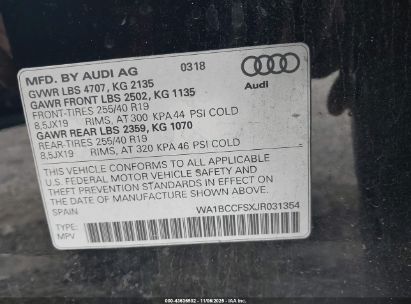 MFD. BY AUDI AG 0318
GVWR LBS 4707, KG 2135
GAWR FRONT LBS 2502, KG 1135
Audi
FRONT-TIRES 255/40 R19
8,5JX19 RIMS, AT 300 KPA 44 PSI COLD
GAWR REAR LBS 2359, KG 1070
REAR-TIRES 255/40 R19
8,5JX19 RIMS, AT 320 KPA 46 PSI COLD
THIS VEHICLE CONFORMS TO ALL APPLICABLE
U.S. FEDERAL MOTOR VEHICLE SAFETY AND
THEFT PREVENTION STANDARDS IN EFFECT ON
THE DATE OF MANUFACTURE SHOWN ABOVE.
SPAIN WA1BCCFSXJR031354
TYPE:
MPV